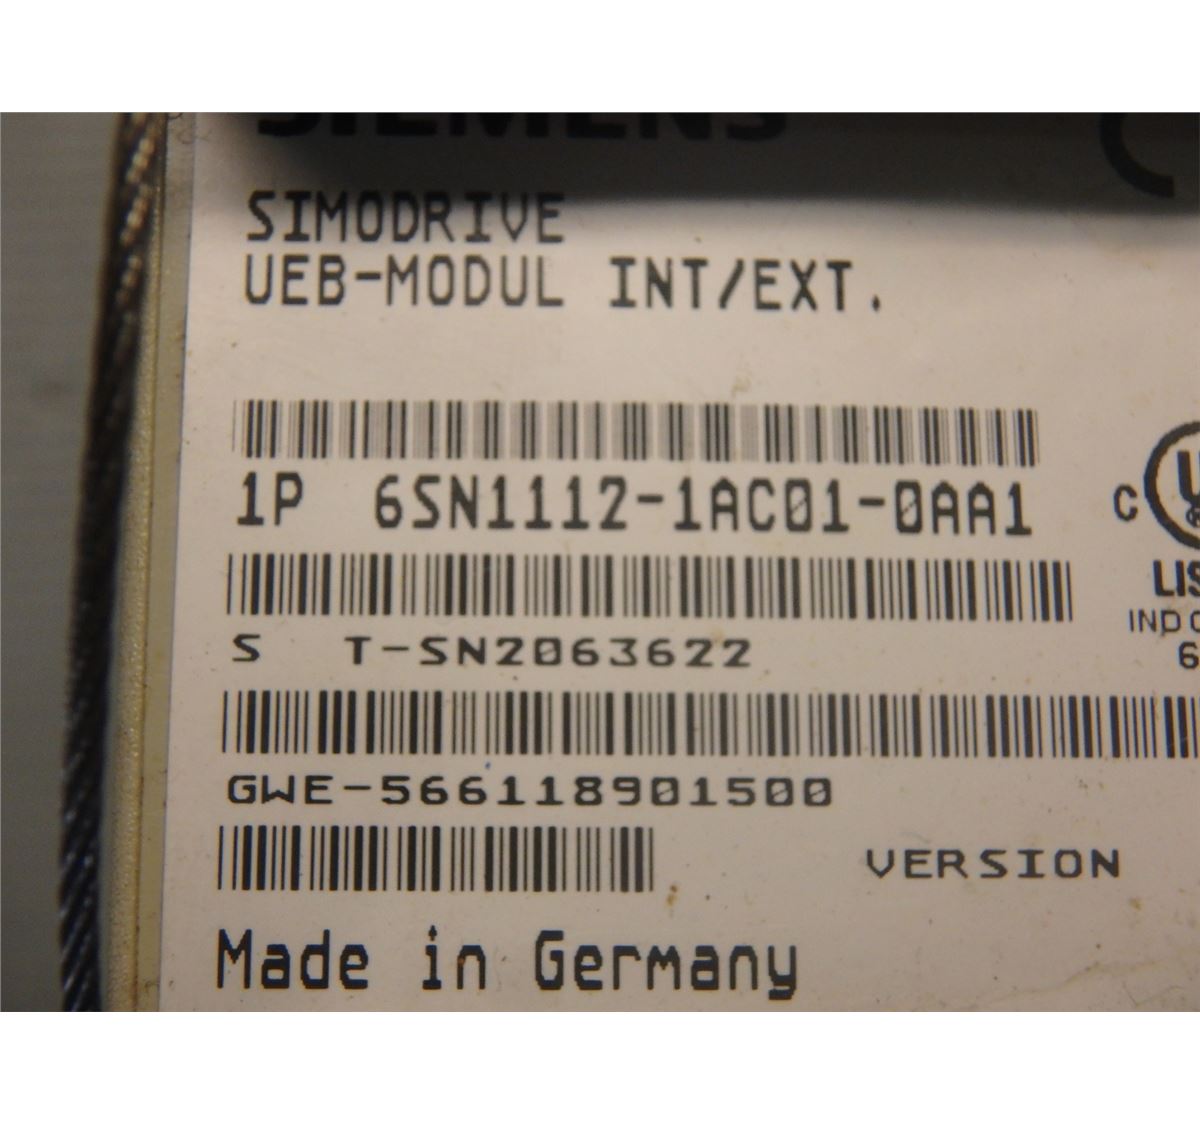 SIEMENS
SIMODRIVE
UEB-MODUL INT/EXT.
1P 6SN1112-1AC01-0AA1
C
S T-SN2063622
GWE-566118901500
VERSION
Made in Germany